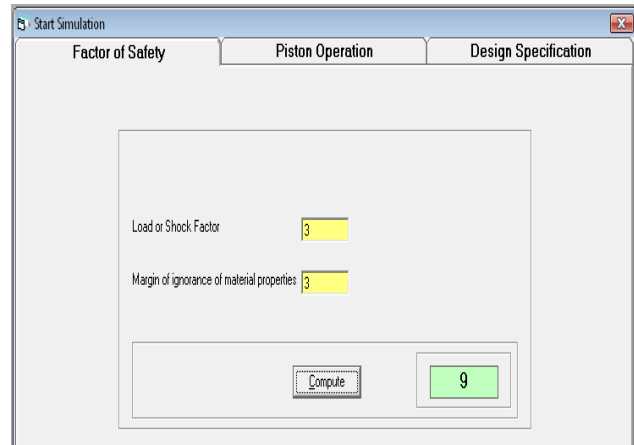 Start Simulation
Factor of Safety Piston Operation Design Specification
Load or Shock Factor 3
Margin of ignorance of material properties 3
Compute 9